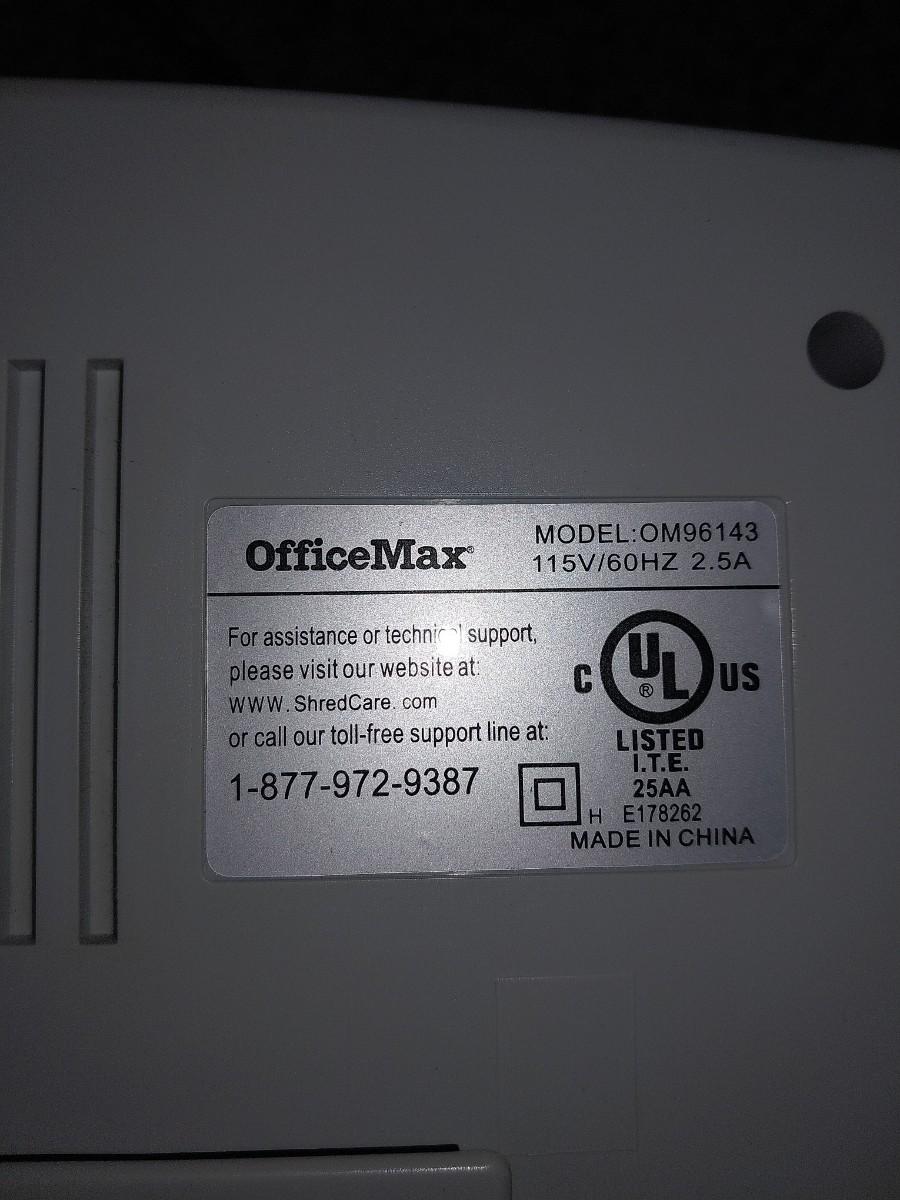 OfficeMax®
MODEL:OM96143
115V/60HZ 2.5A
For assistance or technical support,
please visit our website at:
WWW.ShredCare.com
or call our toll-free support line at:
1-877-972-9387
C UL® US
LISTED
I.T.E.
25AA
H E178262
MADE IN CHINA